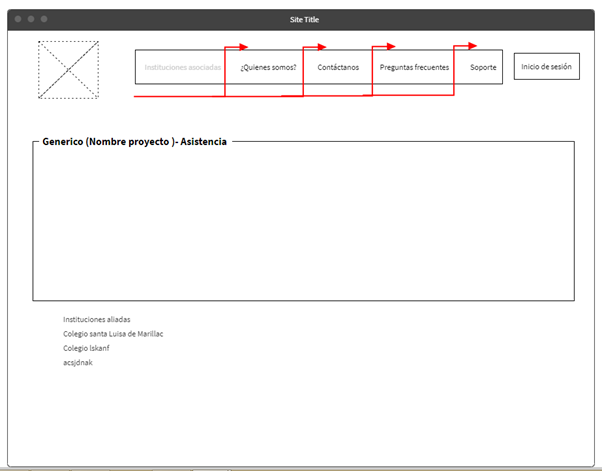 Site Title
Instituciones asociadas ¿Quienes somos? Contáctanos Preguntas frecuentes Soporte Inicio de sesión
Generico (Nombre proyecto )- Asistencia
Instituciones aliadas
Colegio santa Luisa de Marillac
Colegio lskanf
acsjdnak